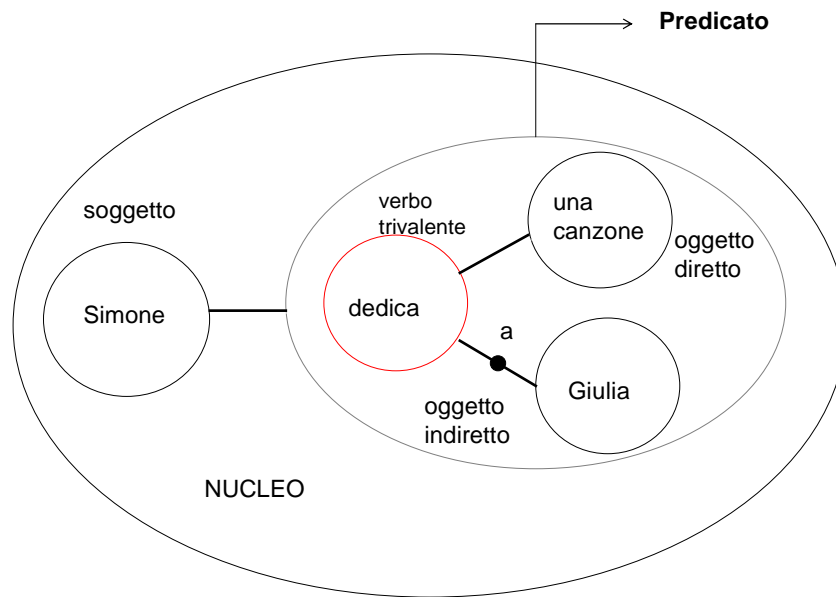 Predicato
soggetto
verbo
trivalente
una
canzone
oggetto
diretto
Simone
dedica
a
Giulia
oggetto
indiretto
NUCLEO